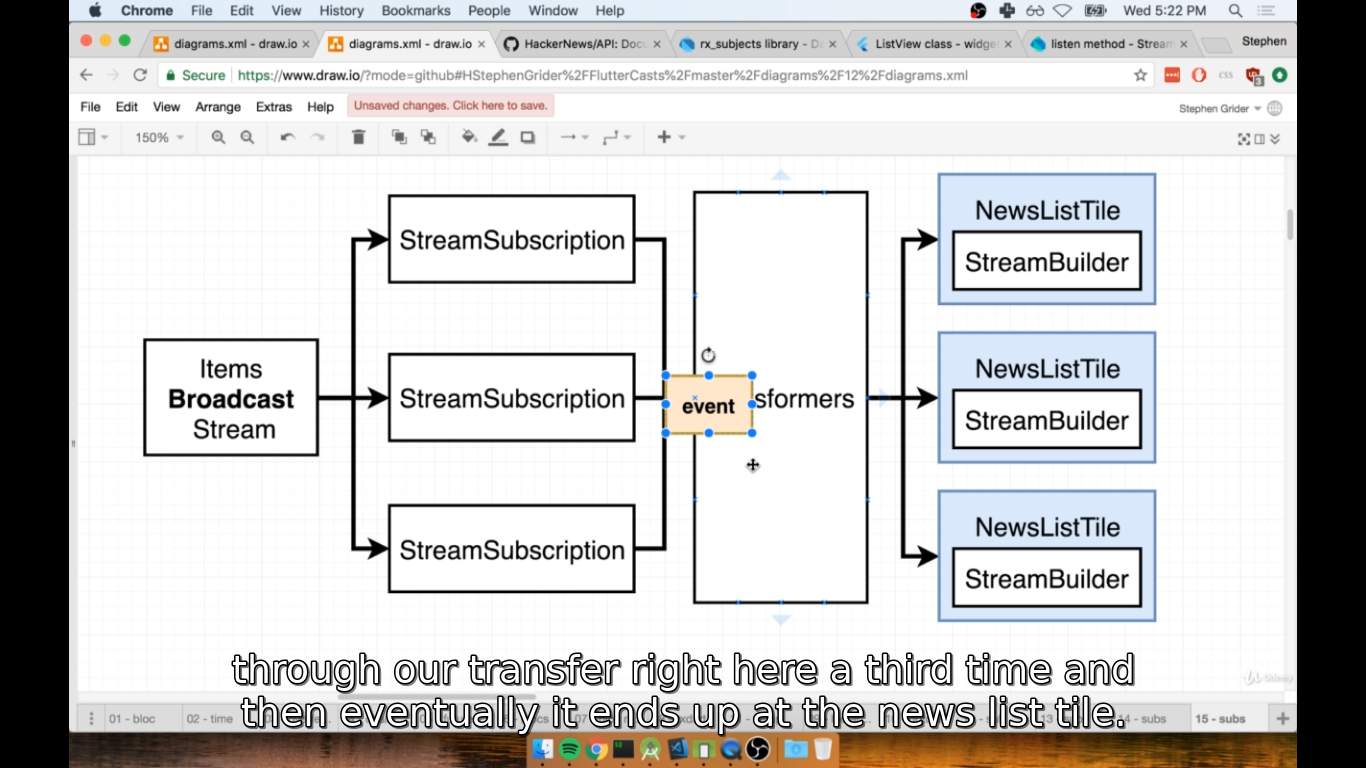 Chrome File Edit View History Bookmarks People Window Help Wed 5:22 PM
diagrams.xml - draw.io diagrams.xml - draw.io HackerNews/API: Docu rx_subjects library - D ListView class - widge listen method - Stream Stephen
Secure https://www.draw.io/?mode=github#HStephenGrider%2FFlutterCasts%2Fmaster%2Fdiagrams%2F12%2Fdiagrams.xml
File Edit View Arrange Extras Help Unsaved changes. Click here to save. Stephen Grider
150%
NewsListTile
StreamBuilder
StreamSubscription
Items
Broadcast
Stream
StreamSubscription
event
sformers
NewsListTile
StreamBuilder
StreamSubscription
NewsListTile
StreamBuilder
through our transfer right here a third time and
then eventually it ends up at the news list tile.
Udemy
01 - bloc 02 - time 14 - subs 15 - subs